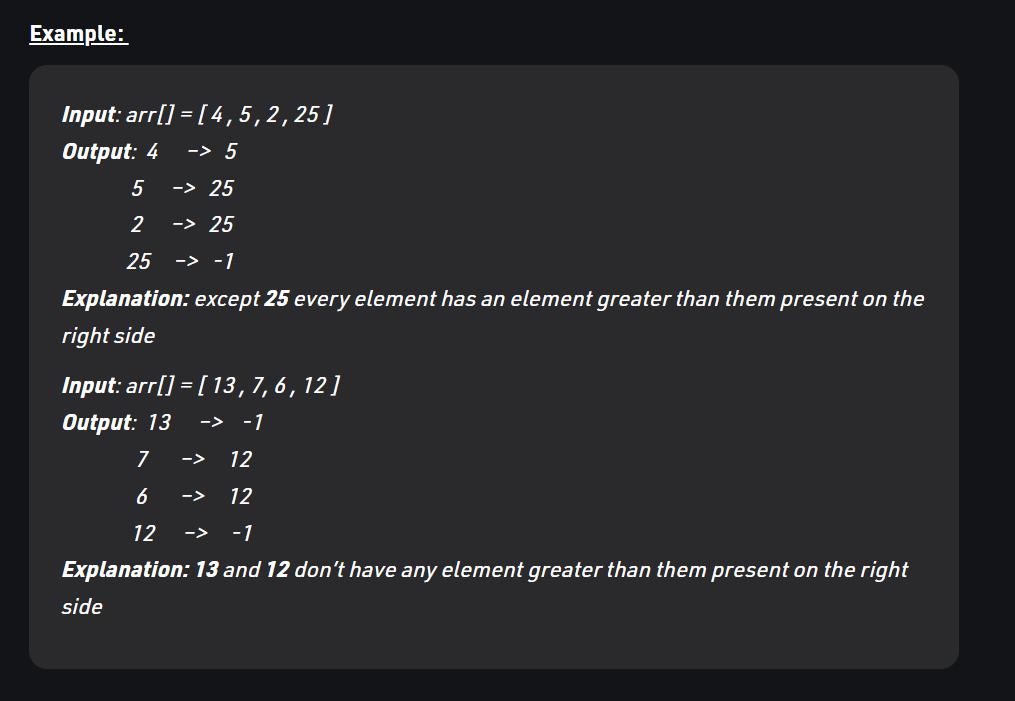 Example:
Input: arr[] = [ 4 , 5 , 2 , 25 ]
Output: 4 –> 5
5 –> 25
2 –> 25
25 –> -1
Explanation: except 25 every element has an element greater than them present on the
right side
Input: arr[] = [ 13 , 7, 6 , 12 ]
Output: 13 –> -1
7 –> 12
6 –> 12
12 –> -1
Explanation: 13 and 12 don’t have any element greater than them present on the right
side